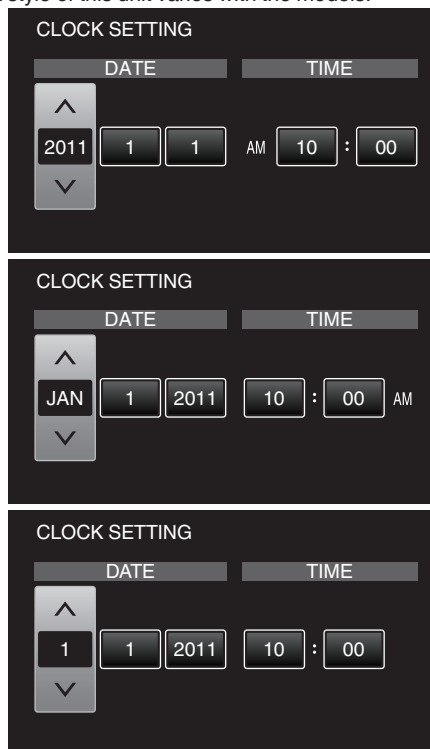 style of this unit varies with the models.
CLOCK SETTING
DATE TIME
2011 1 1 AM 10 : 00
CLOCK SETTING
DATE TIME
JAN 1 2011 10 : 00 AM
CLOCK SETTING
DATE TIME
1 1 2011 10 : 00